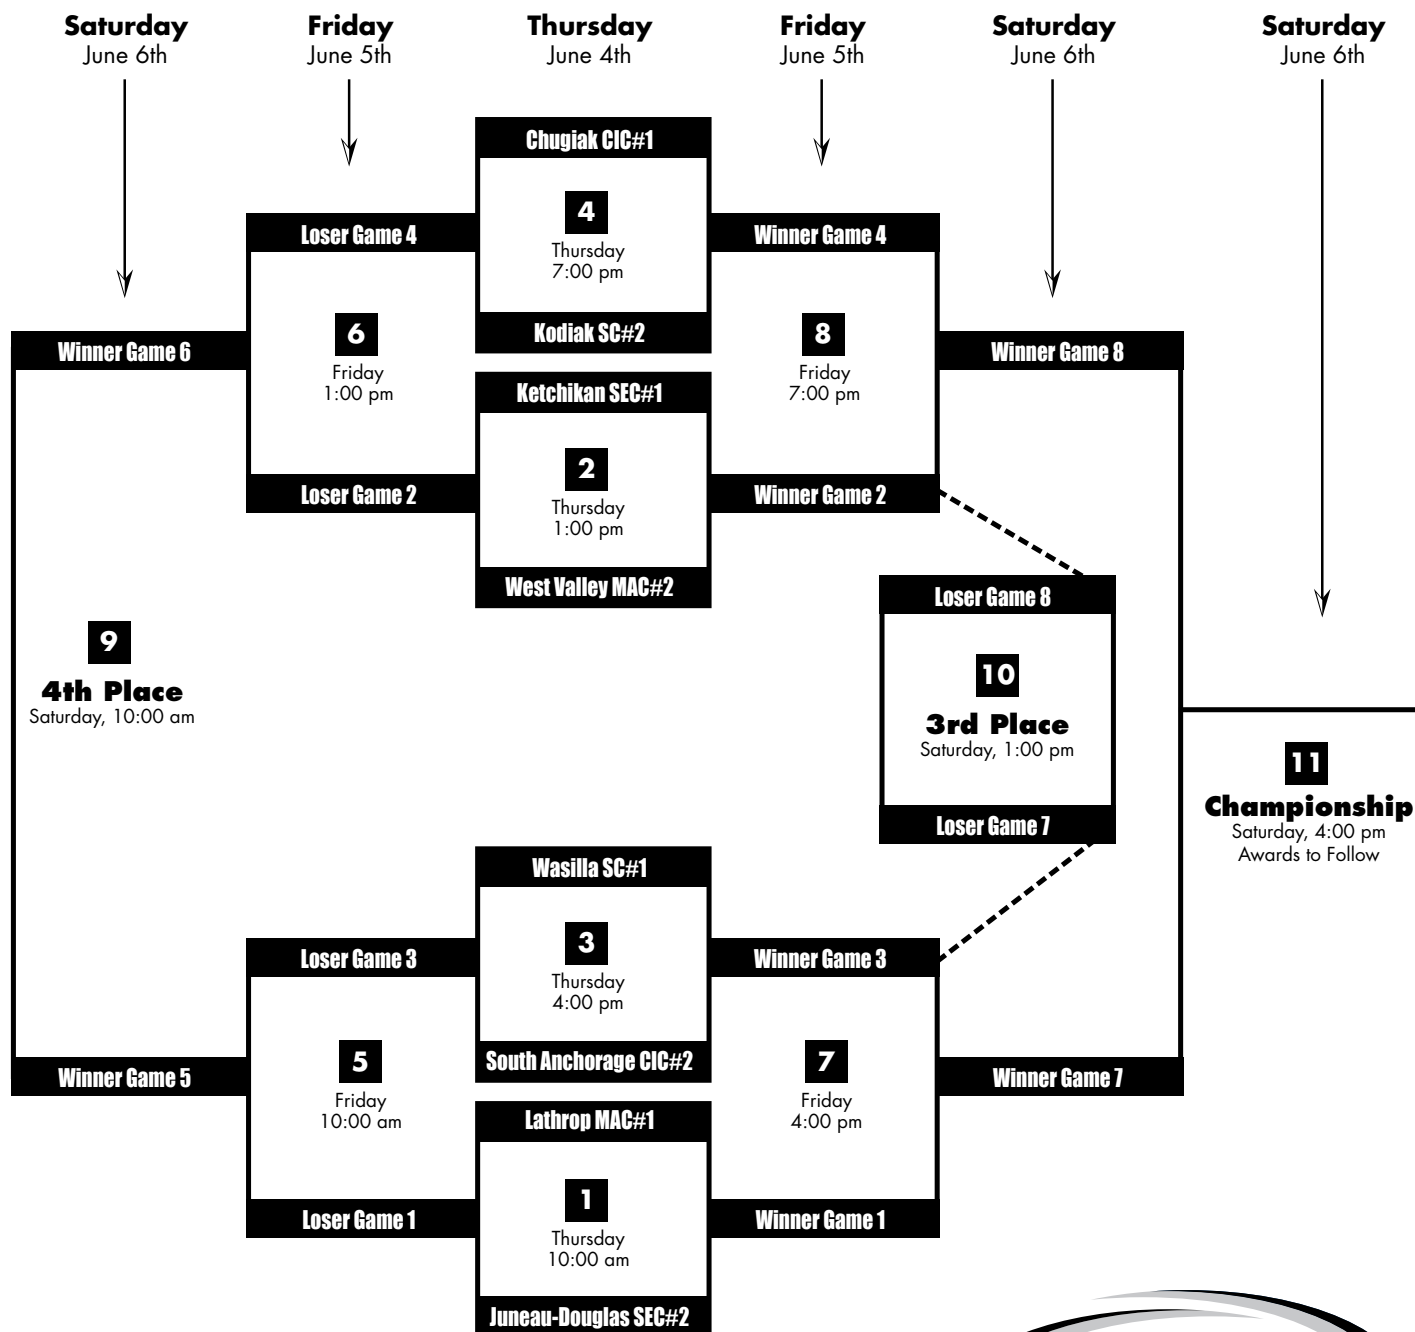 Saturday
June 6th
Friday
June 5th
Thursday
June 4th
Friday
June 5th
Saturday
June 6th
Saturday
June 6th
Chugiak CIC#1
4
Thursday
7:00 pm
Kodiak SC#2
Loser Game 4
6
Friday
1:00 pm
Loser Game 2
Winner Game 4
8
Friday
7:00 pm
Winner Game 2
Ketchikan SEC#1
2
Thursday
1:00 pm
West Valley MAC#2
Winner Game 6
9
4th Place
Saturday, 10:00 am
Winner Game 5
Winner Game 8
Loser Game 8
10
3rd Place
Saturday, 1:00 pm
Loser Game 7
11
Championship
Saturday, 4:00 pm
Awards to Follow
Wasilla SC#1
3
Thursday
4:00 pm
South Anchorage CIC#2
Loser Game 3
5
Friday
10:00 am
Loser Game 1
Winner Game 3
7
Friday
4:00 pm
Winner Game 1
Winner Game 7
Lathrop MAC#1
1
Thursday
10:00 am
Juneau-Douglas SEC#2